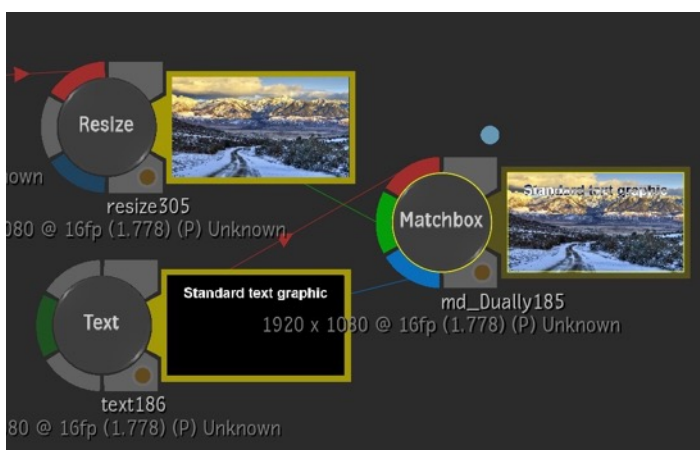 Resize
own
resize305
080 @ 16fp (1.778) (P) Unknown
Matchbox
Standard text graphic
md_Dually185
1920 x 1080 @ 16fp (1.778) (P) Unknown
Text
Standard text graphic
text186
80 @ 16fp (1.778) (P) Unknown